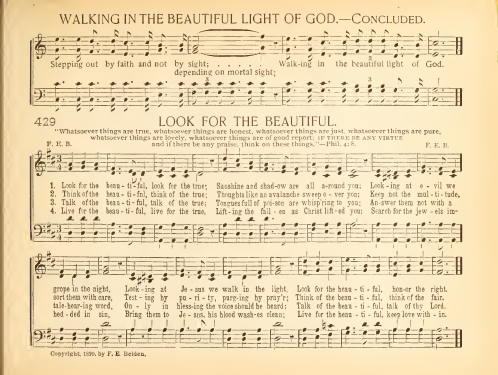 WALKING IN THE BEAUTIFUL LIGHT OF GOD.—CONCLUDED.
Stepping out by faith and not by sight; . . . . . Walk-ing in the beautiful light of God.
depending on mortal sight;
429 LOOK FOR THE BEAUTIFUL.
"Whatsoever things are true, whatsoever things are honest, whatsoever things are just, whatsoever things are pure,
whatsoever things are lovely, whatsoever things are of good report; IF THERE BE ANY VIRTUE
F. E. B. and if there be any praise, think on these things."—Phil. 4:8. F. E. B.
1. Look for the beau-ti-ful, look for the true; Sunshine and shad-ow are all a-round you; Look-ing at e-vil we
2. Think of the beau-ti-ful, think of the true; Thoughts like an avalanche sweep o-ver you; Keep not the mul-ti-tude,
3. Talk of the beau-ti-ful, talk of the true; Tongues full of poi-son are whisp'ring to you; An-swer them not with a
4. Live for the beau-ti-ful, live for the true, Lift-ing the fall-en as Christ lift-ed you; Search for the jew-els im-
grope in the night, Look-ing at Je-sus we walk in the light. Look for the beau-ti-ful, hon-or the right.
sort them with care, Test-ing by pu-ri-ty, purg-ing by pray'r; Think of the beau-ti-ful, think of the fair.
tale-bear-ing word, On-ly in bless-ing the voice should be heard; Talk of the beau-ti-ful, talk of thy Lord.
bed-ded in sin, Bring them to Je-sus, his blood wash-es clean; Live for the beau-ti-ful, keep love with-in.
Copyright, 1899, by F. E. Belden.